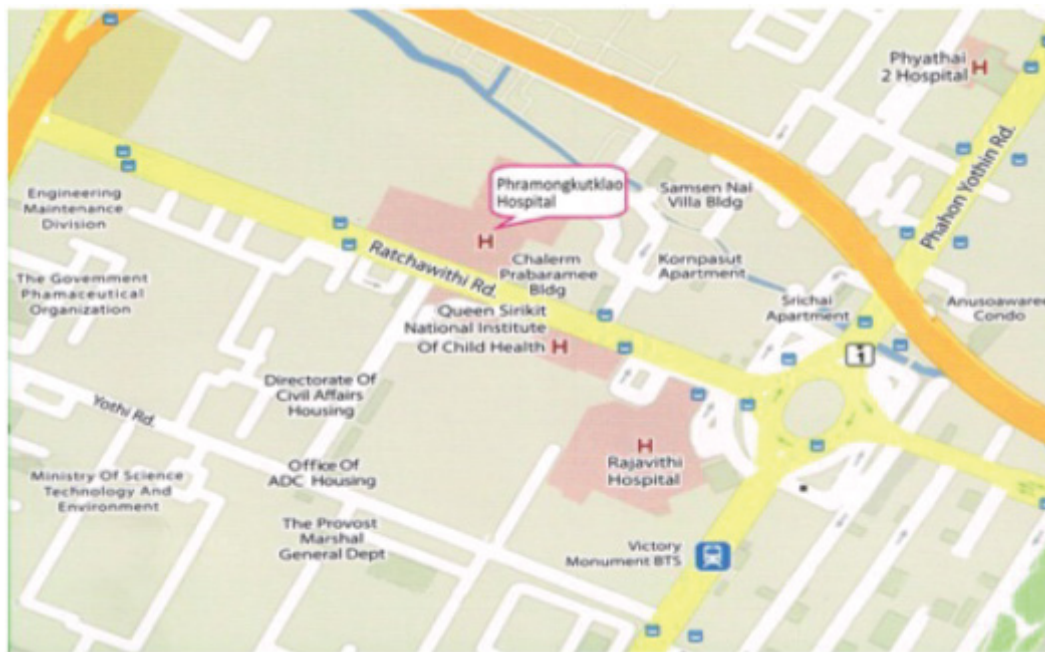 Phyathai
2 Hospital
Phahon Yothin Rd.
Phramongkutklao
Hospital
Samsen Nai
Villa Bldg
Engineering
Maintenance
Division
Ratchawithi Rd.
Chalerm
Prabaramee
Bldg
Kornpasut
Apartment
The Government
Phamaceutical
Organization
Queen Sirikit
National Institute
Of Child Health
Srichai
Apartment
Anusoawaree
Condo
1
H
H
H
H
Directorate Of
Civil Affairs
Housing
Yothi Rd.
Rajavithi
Hospital
Ministry Of Science
Technology And
Environment
Office Of
ADC Housing
The Provost
Marshal
General Dept
Victory
Monument BTS